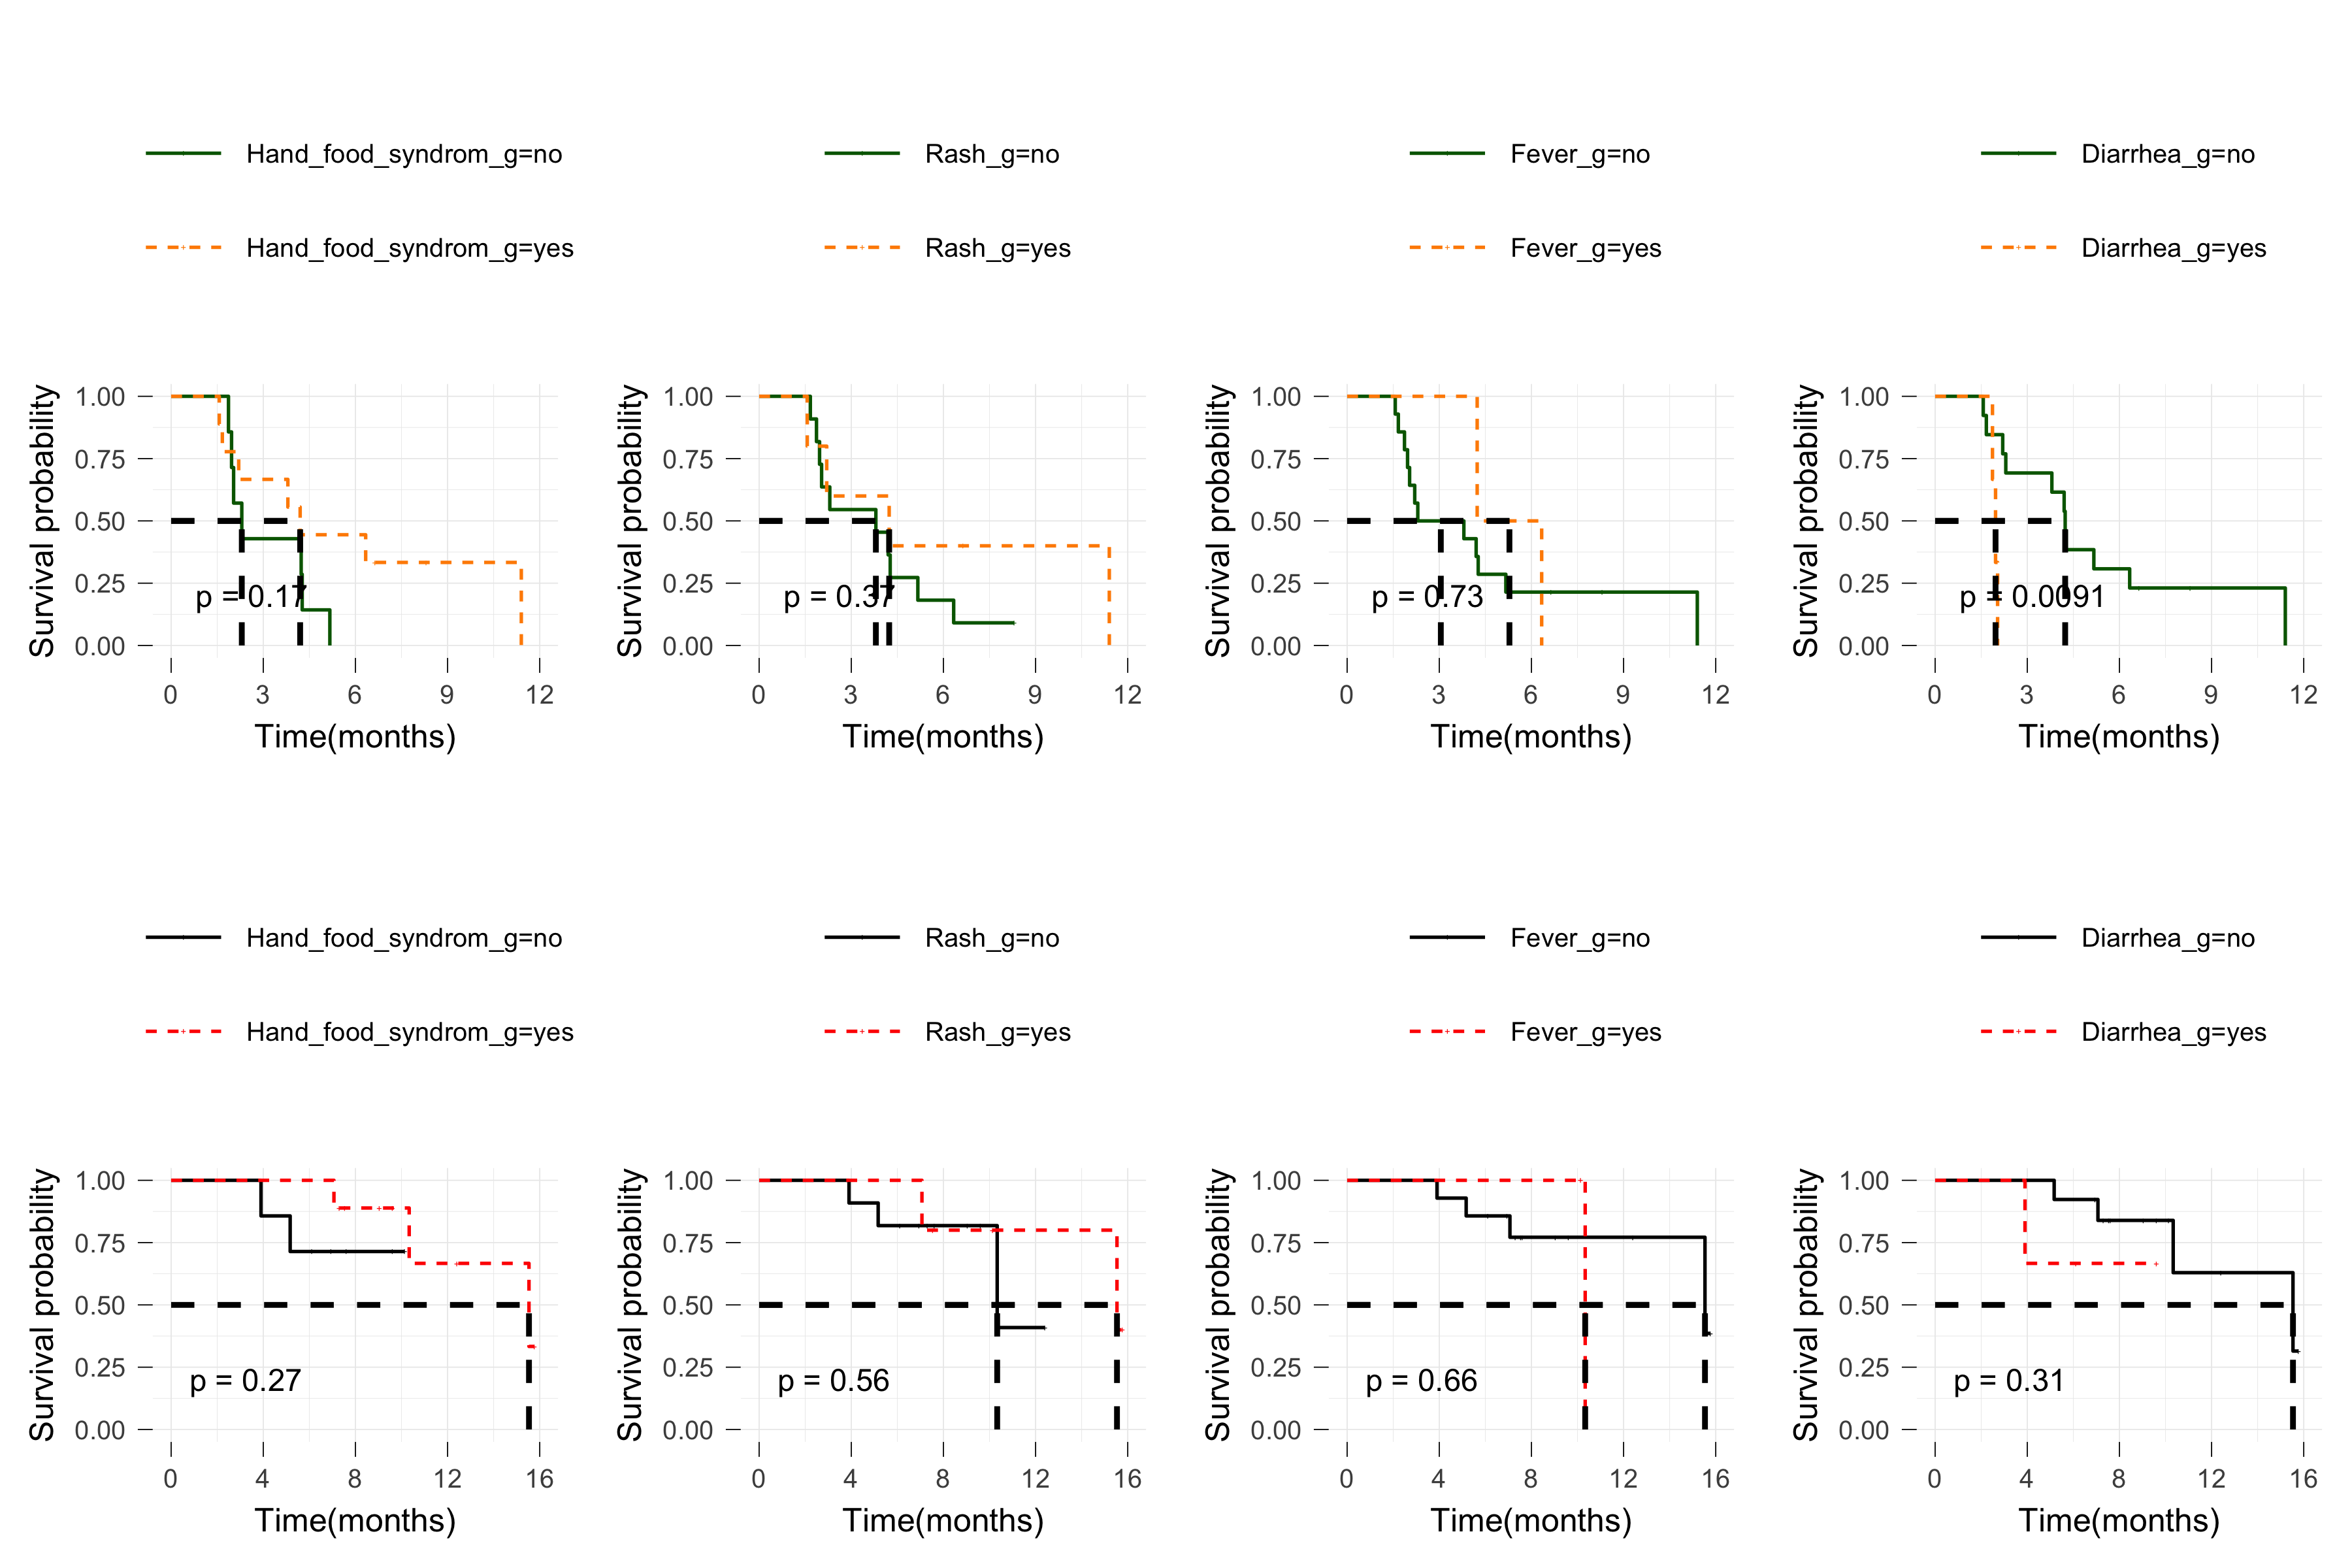 Hand_food_syndrom_g=no
Hand_food_syndrom_g=yes
Survival probability
1.00
0.75
0.50
0.25
0.00
p = 0.17
0 3 6 9 12
Time(months)
Rash_g=no
Rash_g=yes
Survival probability
1.00
0.75
0.50
0.25
0.00
p = 0.37
0 3 6 9 12
Time(months)
Fever_g=no
Fever_g=yes
Survival probability
1.00
0.75
0.50
0.25
0.00
p = 0.73
0 3 6 9 12
Time(months)
Diarrhea_g=no
Diarrhea_g=yes
Survival probability
1.00
0.75
0.50
0.25
0.00
p = 0.0091
0 3 6 9 12
Time(months)
Hand_food_syndrom_g=no
Hand_food_syndrom_g=yes
Survival probability
1.00
0.75
0.50
0.25
0.00
p = 0.27
0 4 8 12 16
Time(months)
Rash_g=no
Rash_g=yes
Survival probability
1.00
0.75
0.50
0.25
0.00
p = 0.56
0 4 8 12 16
Time(months)
Fever_g=no
Fever_g=yes
Survival probability
1.00
0.75
0.50
0.25
0.00
p = 0.66
0 4 8 12 16
Time(months)
Diarrhea_g=no
Diarrhea_g=yes
Survival probability
1.00
0.75
0.50
0.25
0.00
p = 0.31
0 4 8 12 16
Time(months)